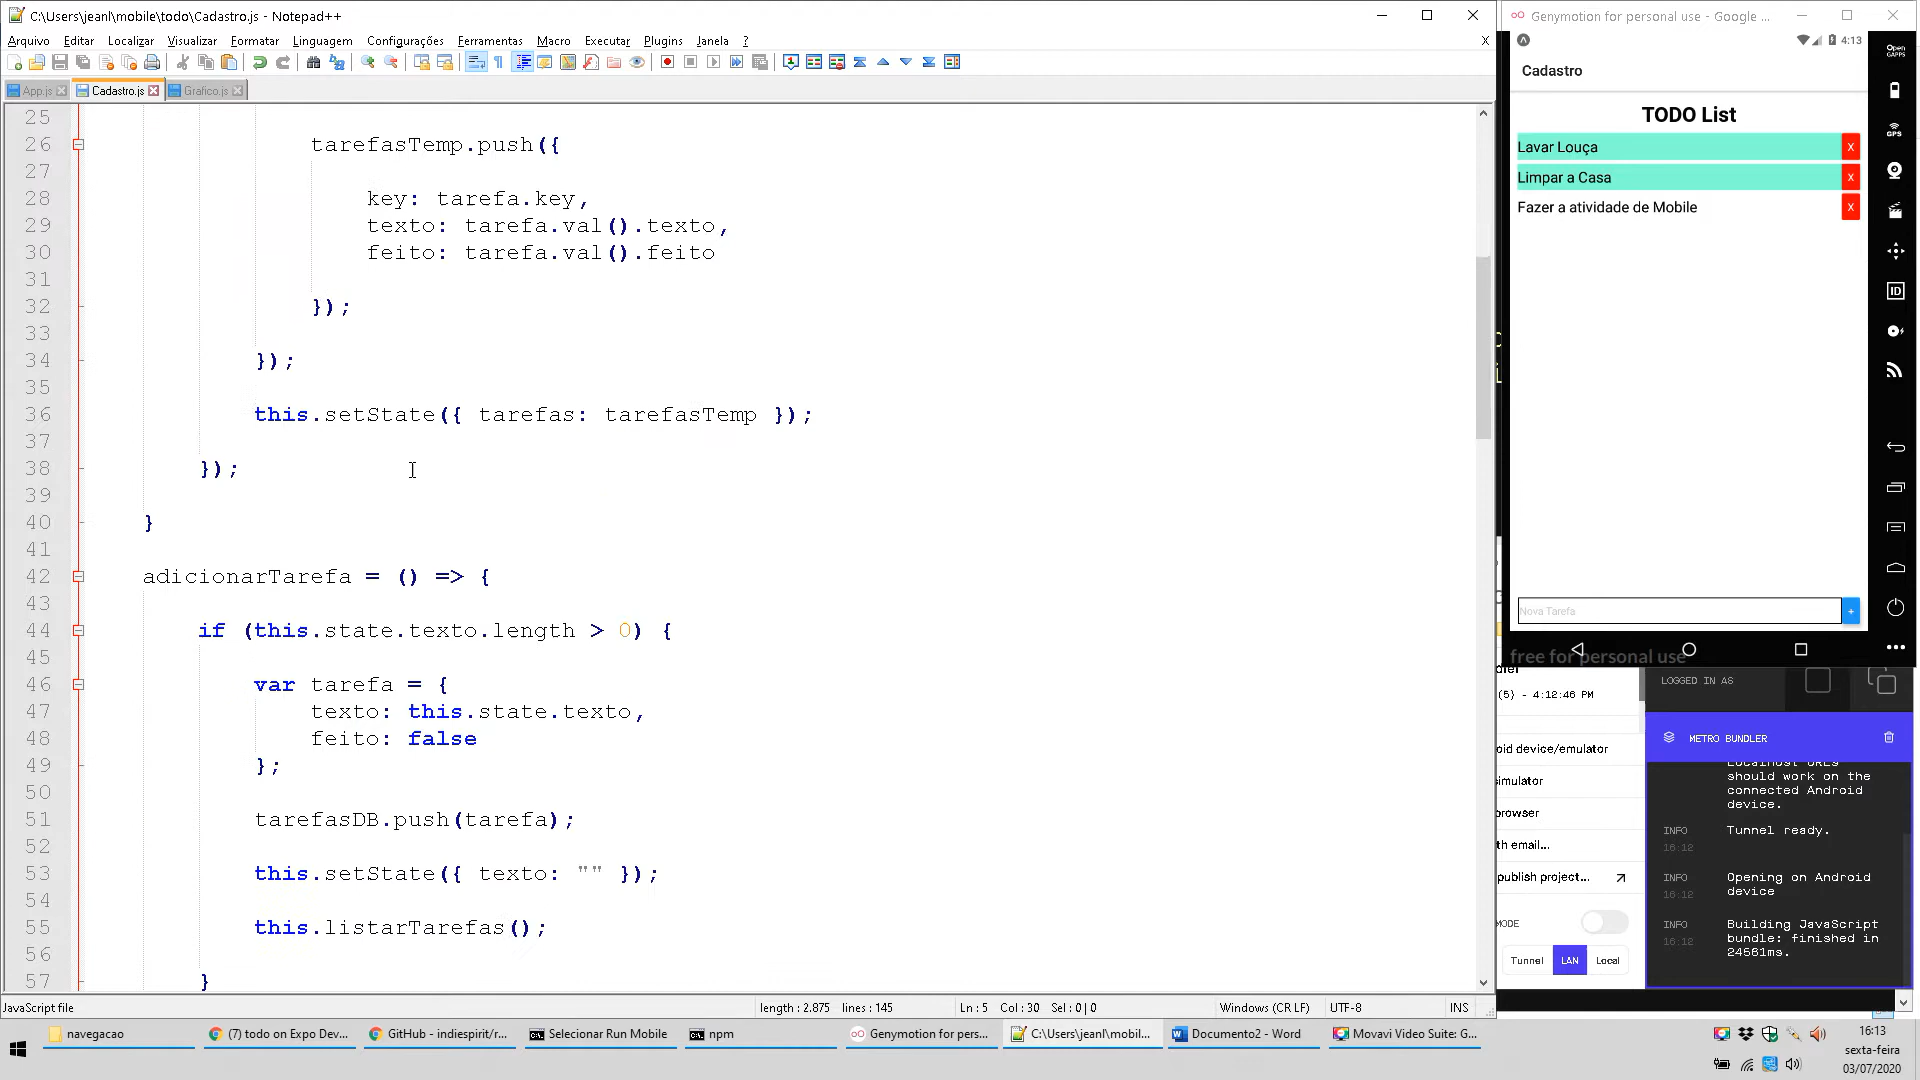 C:\Users\jeanl\mobile\todo\Cadastro.js - Notepad++
Arquivo Editar Localizar Visualizar Formatar Linguagem Configurações Ferramentas Macro Executar Plugins Janela ? X
App.js Cadastro.js Grafico.js
25
26 tarefasTemp.push({
27
28 key: tarefa.key,
29 texto: tarefa.val().texto,
30 feito: tarefa.val().feito
31
32 });
33
34 });
35
36 this.setState({ tarefas: tarefasTemp });
37
38 });
39
40 }
41
42 adicionarTarefa = () => {
43
44 if (this.state.texto.length > 0) {
45
46 var tarefa = {
47 texto: this.state.texto,
48 feito: false
49 };
50
51 tarefasDB.push(tarefa);
52
53 this.setState({ texto: "" });
54
55 this.listarTarefas();
56
57 }
JavaScript file length : 2.875 lines : 145 Ln : 5 Col : 30 Sel : 0 | 0 Windows (CR LF) UTF-8 INS
Genymotion for personal use - Google ...
4:13
Cadastro
TODO List
Lavar Louça X
Limpar a Casa X
Fazer a atividade de Mobile X
Nova Tarefa +
free for personal use
Open GAPPS
GPS
ID
(5) - 4:12:46 PM
oid device/emulator
simulator
browser
th email...
publish project...
MODE
Tunnel LAN Local
LOGGED IN AS
METRO BUNDLER
Localhost URLs
should work on the
connected Android
device.
INFO Tunnel ready.
16:12
INFO Opening on Android
16:12 device
INFO Building JavaScript
16:12 bundle: finished in
24561ms.
navegacao (7) todo on Expo Dev... GitHub - indiespirit/r... Selecionar Run Mobile npm Genymotion for pers... C:\Users\jeanl\mobil... Documento2 - Word Movavi Video Suite: G...
16:13
sexta-feira
03/07/2020